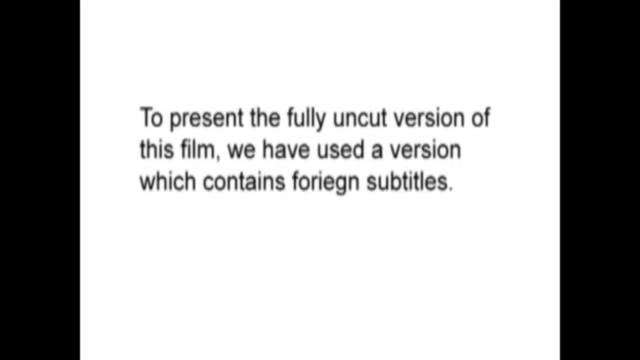 To present the fully uncut version of
this film, we have used a version
which contains foriegn subtitles.